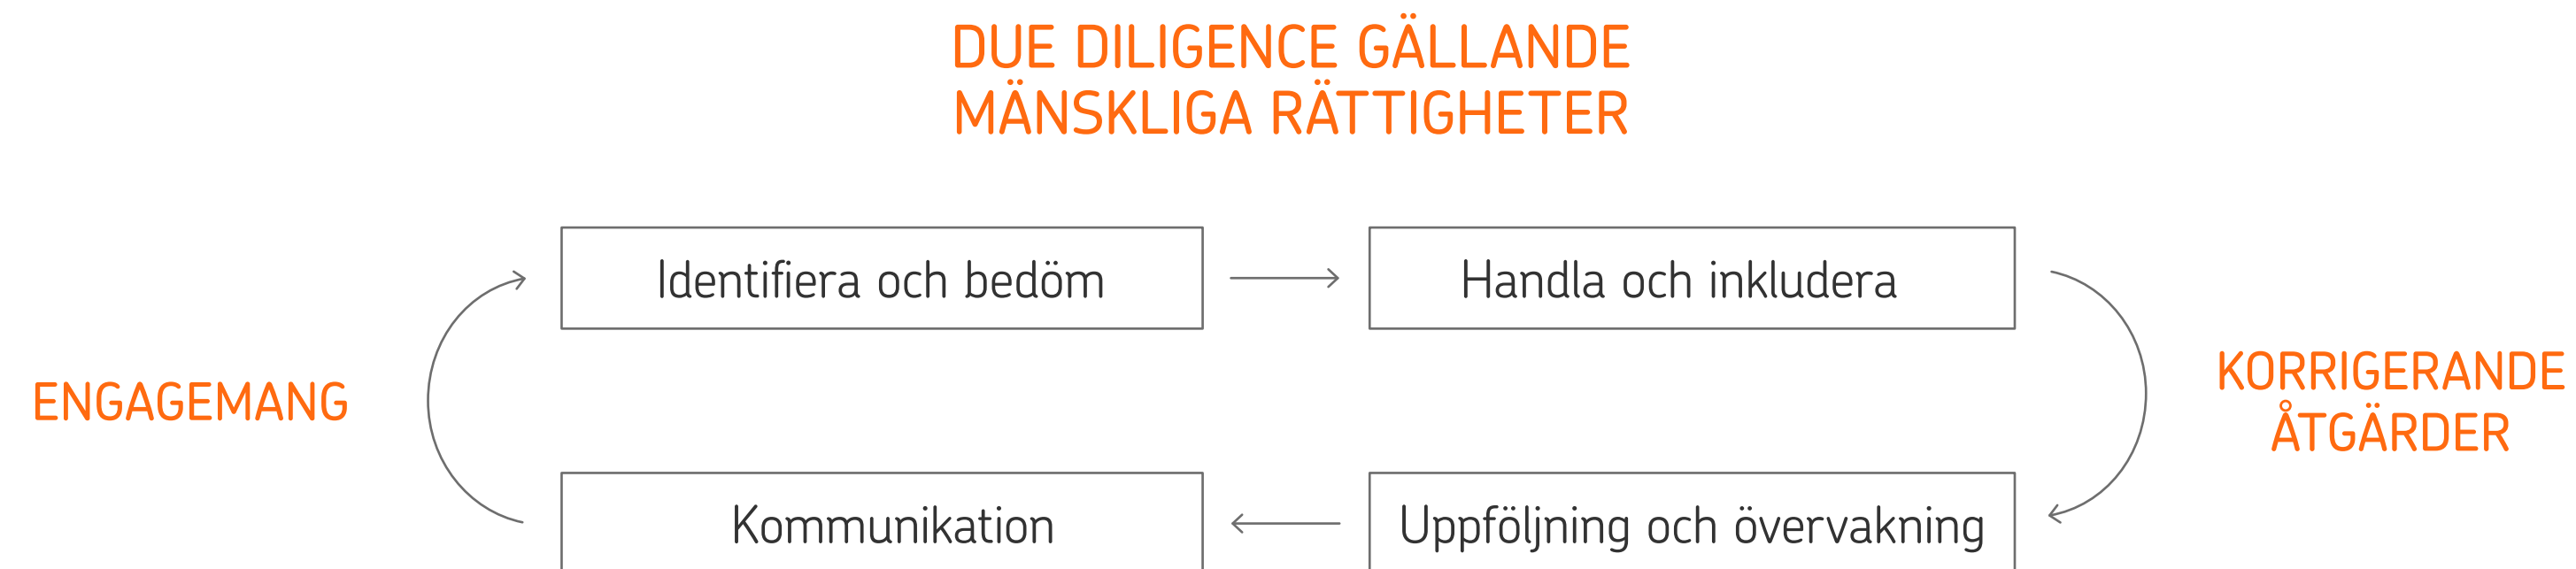 DUE DILIGENCE GÄLLANDE
MÄNSKLIGA RÄTTIGHETER
Identifiera och bedöm
Handla och inkludera
ENGAGEMANG
KORRIGERANDE
ÅTGÄRDER
Kommunikation
Uppföljning och övervakning